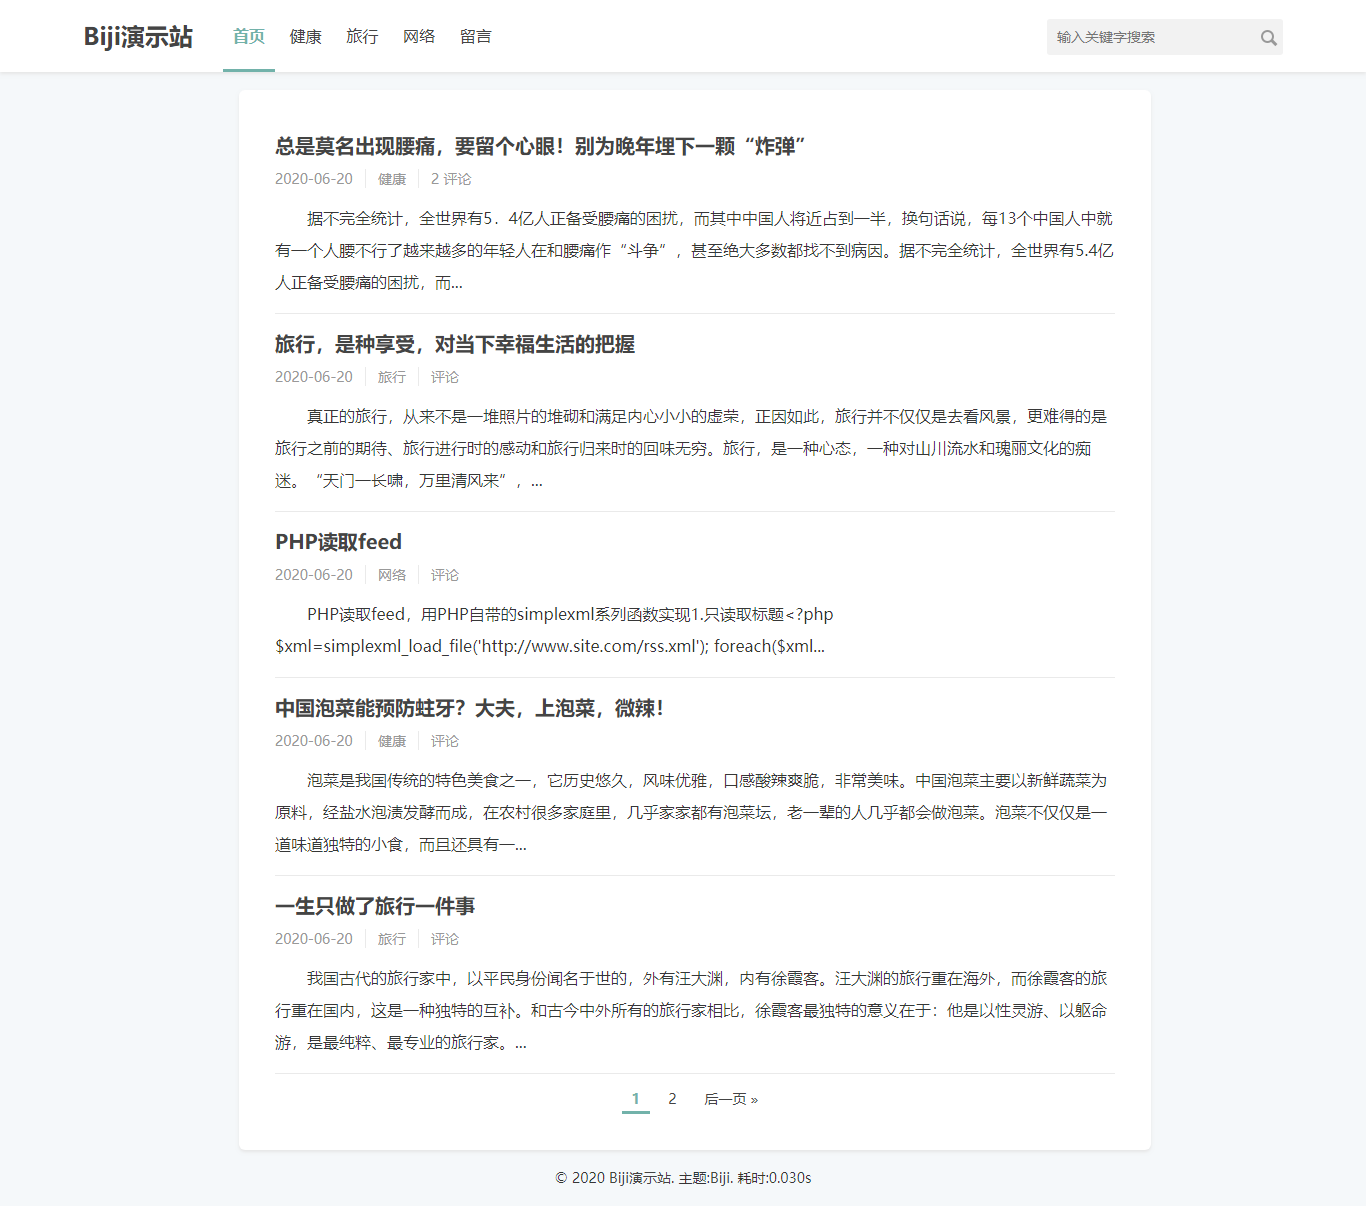 Biji演示站 首页 健康 旅行 网络 留言 输入关键字搜索
总是莫名出现腰痛，要留个心眼！别为晚年埋下一颗“炸弹”
2020-06-20 健康 2 评论
据不完全统计，全世界有5．4亿人正备受腰痛的困扰，而其中中国人将近占到一半，换句话说，每13个中国人中就
有一个人腰不行了越来越多的年轻人在和腰痛作“斗争”，甚至绝大多数都找不到病因。据不完全统计，全世界有5.4亿
人正备受腰痛的困扰，而...
旅行，是种享受，对当下幸福生活的把握
2020-06-20 旅行 评论
真正的旅行，从来不是一堆照片的堆砌和满足内心小小的虚荣，正因如此，旅行并不仅仅是去看风景，更难得的是
旅行之前的期待、旅行进行时的感动和旅行归来时的回味无穷。旅行，是一种心态，一种对山川流水和瑰丽文化的痴
迷。“天门一长啸，万里清风来”，...
PHP读取feed
2020-06-20 网络 评论
PHP读取feed，用PHP自带的simplexml系列函数实现1.只读取标题<?php
$xml=simplexml_load_file('http://www.site.com/rss.xml'); foreach($xml...
中国泡菜能预防蛀牙？大夫，上泡菜，微辣！
2020-06-20 健康 评论
泡菜是我国传统的特色美食之一，它历史悠久，风味优雅，口感酸辣爽脆，非常美味。中国泡菜主要以新鲜蔬菜为
原料，经盐水泡渍发酵而成，在农村很多家庭里，几乎家家都有泡菜坛，老一辈的人几乎都会做泡菜。泡菜不仅仅是一
道味道独特的小食，而且还具有一...
一生只做了旅行一件事
2020-06-20 旅行 评论
我国古代的旅行家中，以平民身份闻名于世的，外有汪大渊，内有徐霞客。汪大渊的旅行重在海外，而徐霞客的旅
行重在国内，这是一种独特的互补。和古今中外所有的旅行家相比，徐霞客最独特的意义在于：他是以性灵游、以躯命
游，是最纯粹、最专业的旅行家。...
1 2 后一页 »
© 2020 Biji演示站. 主题:Biji. 耗时:0.030s